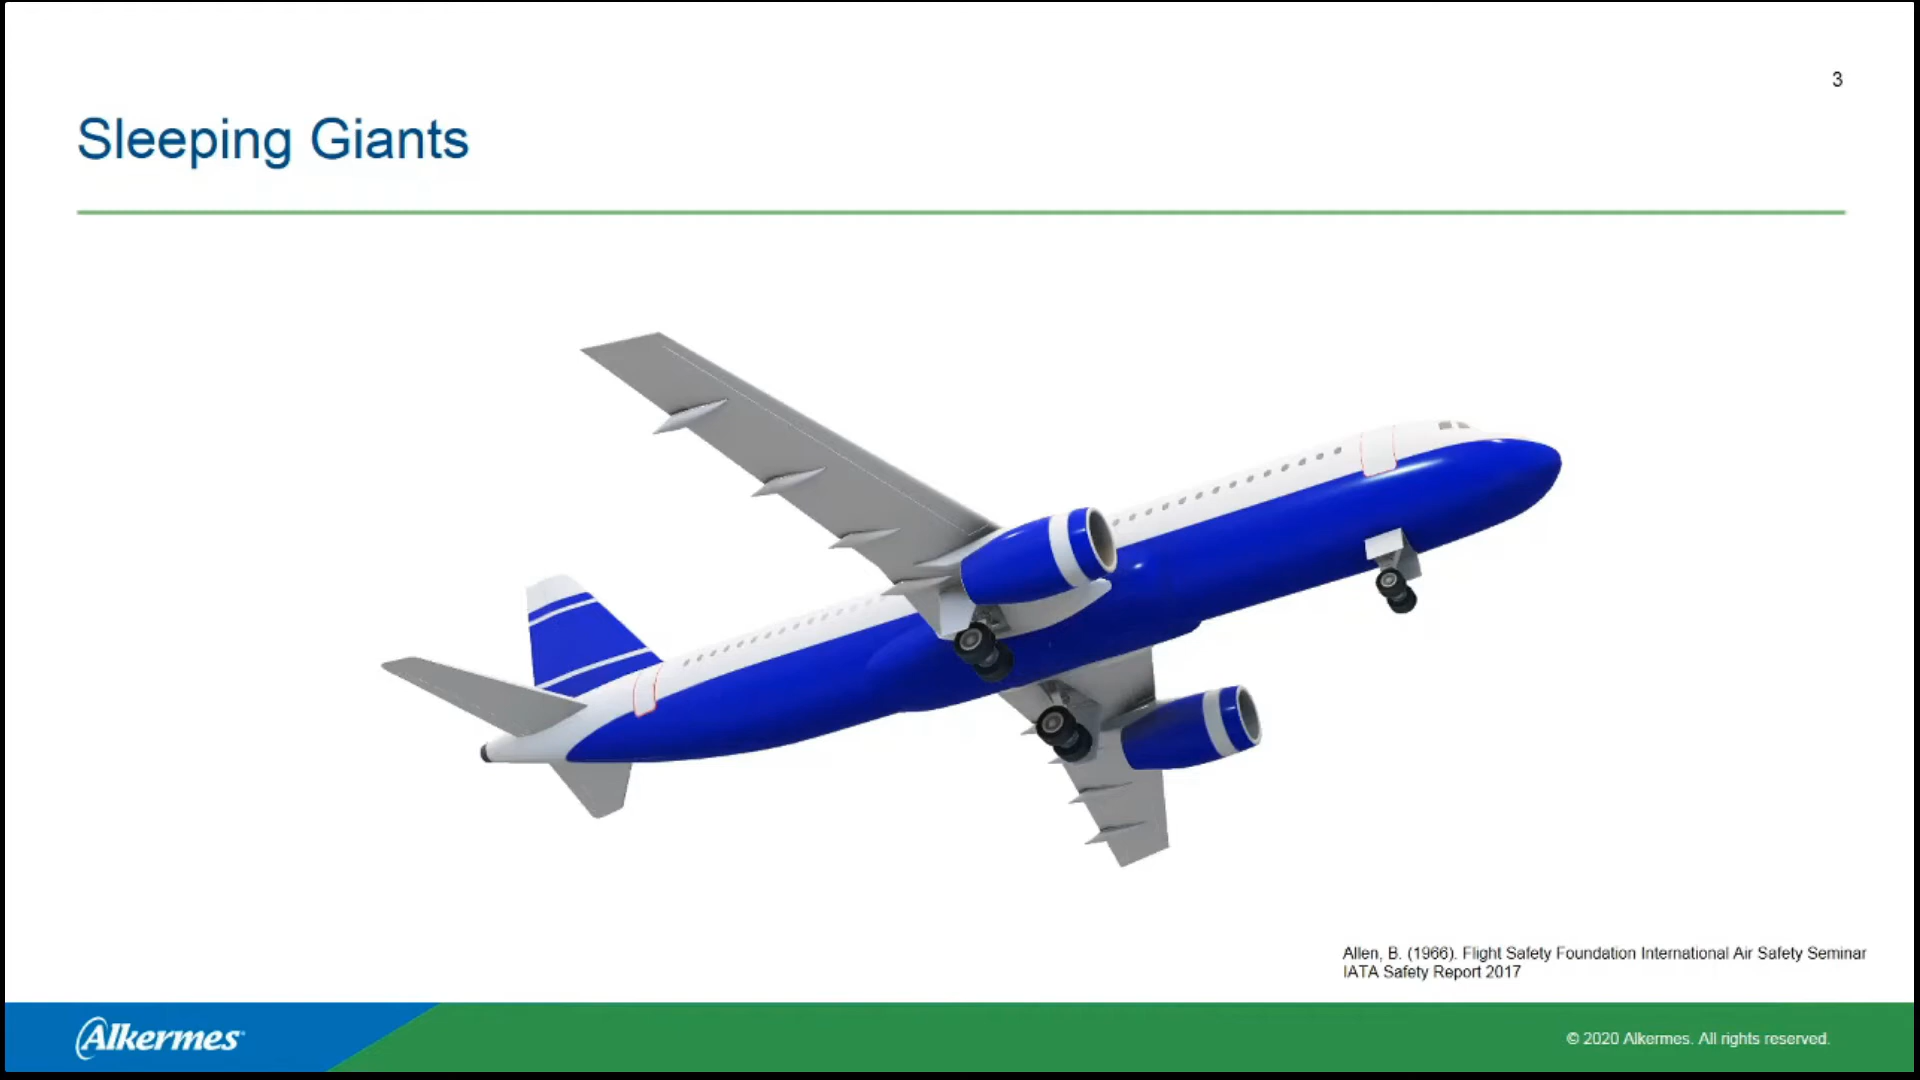 3
Sleeping Giants
Allen, B. (1966). Flight Safety Foundation International Air Safety Seminar
IATA Safety Report 2017
Alkermes®
© 2020 Alkermes. All rights reserved.